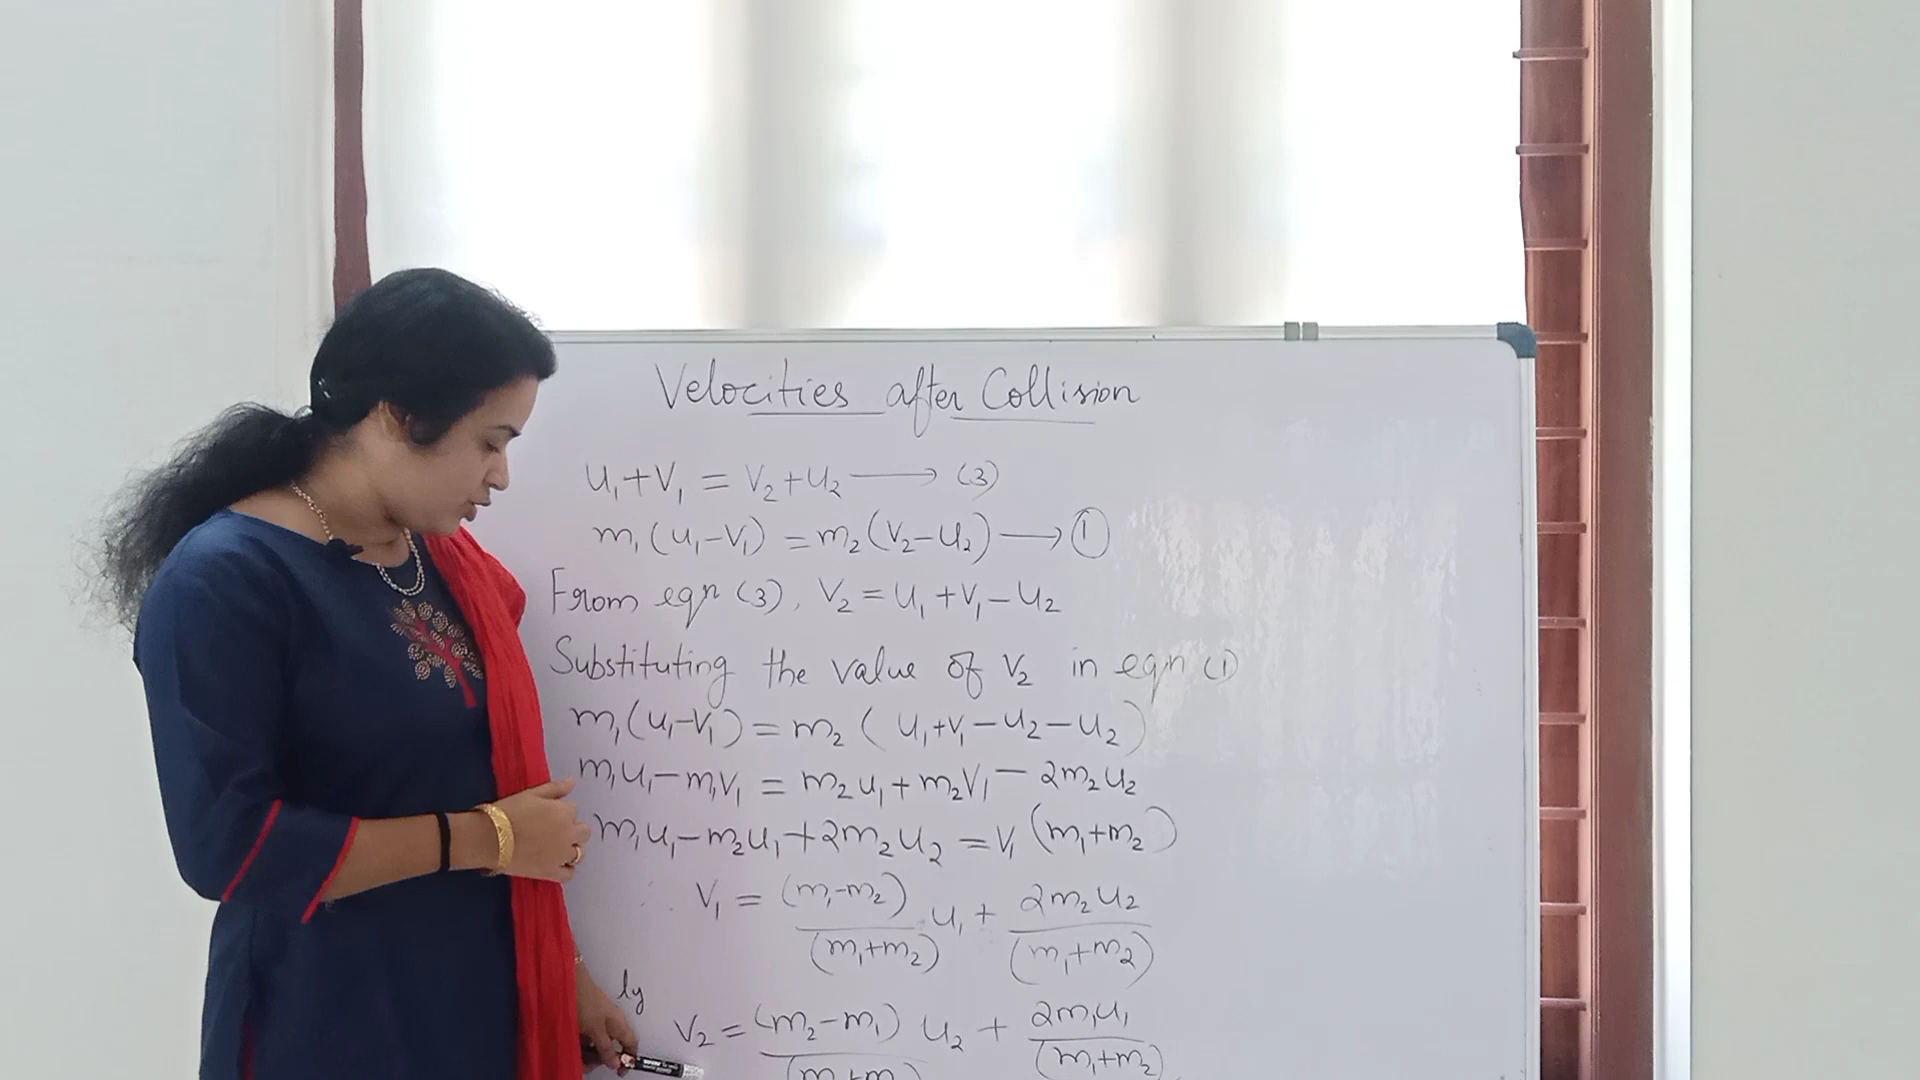 Velocities after Collision
u₁+v₁ = v₂+u₂ ⟶ (3)
m₁(u₁-v₁) = m₂(v₂-u₂) ⟶ ①
From eqn (3), v₂ = u₁+v₁-u₂
Substituting the value of v₂ in eqn (1)
m₁(u₁-v₁) = m₂(u₁+v₁-u₂-u₂)
m₁u₁-m₁v₁ = m₂u₁+m₂v₁-2m₂u₂
m₁u₁-m₂u₁+2m₂u₂ = v₁(m₁+m₂)
∴ v₁ = (m₁-m₂)/(m₁+m₂) u₁ + 2m₂u₂/(m₁+m₂)
ly
v₂ = (m₂-m₁)/(m₁+m₂) u₂ + 2m₁u₁/(m₁+m₂)